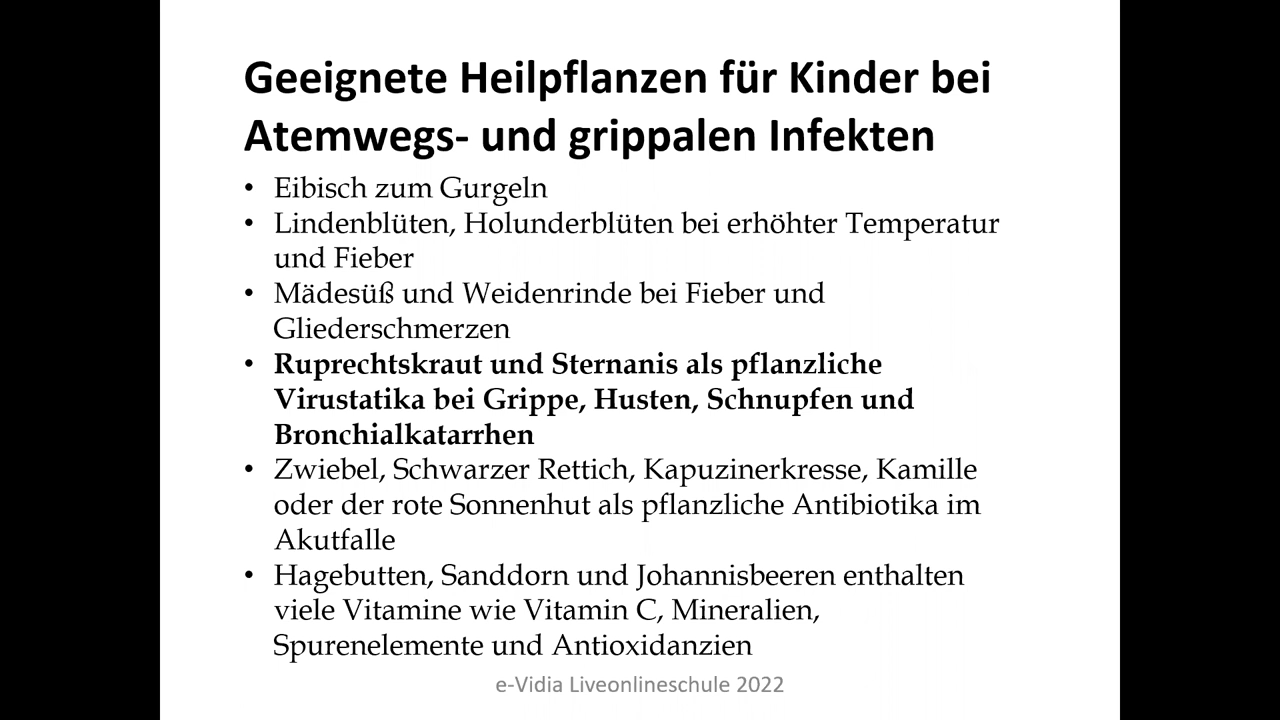 Geeignete Heilpflanzen für Kinder bei
Atemwegs- und grippalen Infekten
• Eibisch zum Gurgeln
• Lindenblüten, Holunderblüten bei erhöhter Temperatur
und Fieber
• Mädesüß und Weidenrinde bei Fieber und
Gliederschmerzen
• Ruprechtskraut und Sternanis als pflanzliche
Virustatika bei Grippe, Husten, Schnupfen und
Bronchialkatarrhen
• Zwiebel, Schwarzer Rettich, Kapuzinerkresse, Kamille
oder der rote Sonnenhut als pflanzliche Antibiotika im
Akutfalle
• Hagebutten, Sanddorn und Johannisbeeren enthalten
viele Vitamine wie Vitamin C, Mineralien,
Spurenelemente und Antioxidanzien
e-Vidia Liveonlineschule 2022